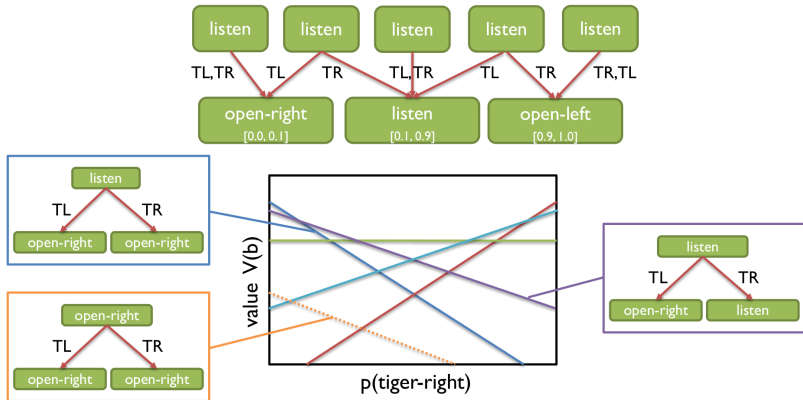 listen listen listen listen listen
TL,TR TL TR TL,TR TL TR TR,TL
open-right listen open-left
[0.0, 0.1] [0.1, 0.9] [0.9, 1.0]
listen
TL TR
open-right open-right
open-right
TL TR
open-right open-right
value V(b)
p(tiger-right)
listen
TL TR
open-right listen